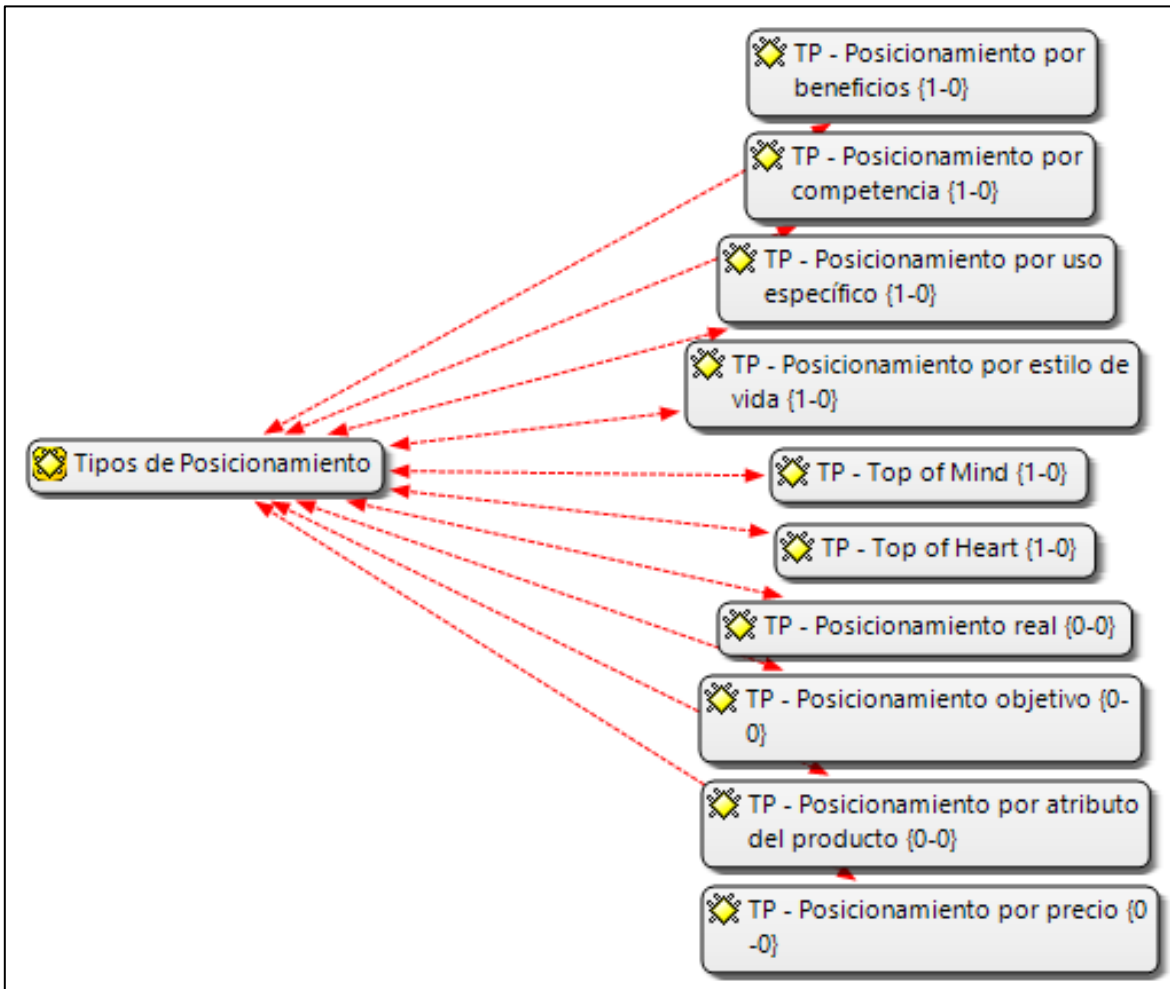 TP - Posicionamiento por
beneficios {1-0}
TP - Posicionamiento por
competencia {1-0}
TP - Posicionamiento por uso
específico {1-0}
TP - Posicionamiento por estilo de
vida {1-0}
Tipos de Posicionamiento
TP - Top of Mind {1-0}
TP - Top of Heart {1-0}
TP - Posicionamiento real {0-0}
TP - Posicionamiento objetivo {0-
0}
TP - Posicionamiento por atributo
del producto {0-0}
TP - Posicionamiento por precio {0
-0}